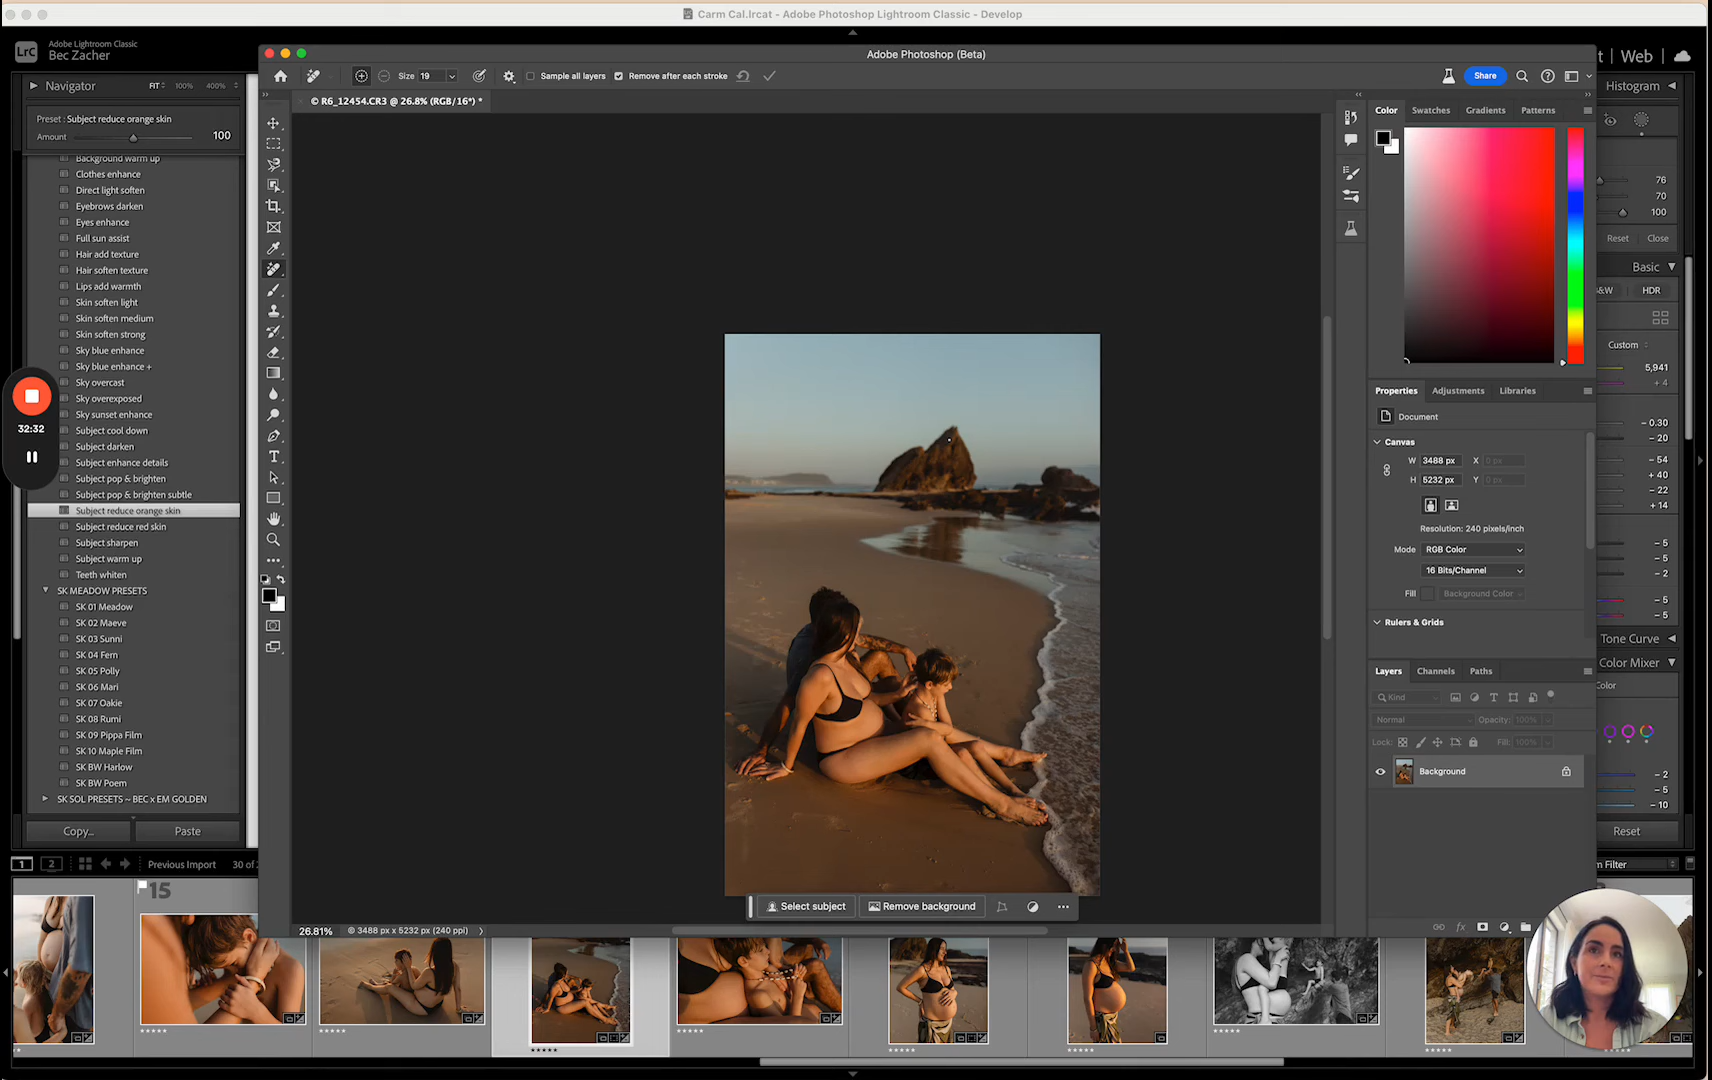 Carm Cal.lrcat - Adobe Photoshop Lightroom Classic - Develop
LrC
Adobe Lightroom Classic
Bec Zacher
Web
Adobe Photoshop (Beta)
Size 19
Sample all layers
Remove after each stroke
Share
© R6_12454.CR3 @ 26.8% (RGB/16*) *
Navigator
FIT
100%
400%
Preset : Subject reduce orange skin
Amount
100
Background warm up
Clothes enhance
Direct light soften
Eyebrows darken
Eyes enhance
Full sun assist
Hair add texture
Hair soften texture
Lips add warmth
Skin soften light
Skin soften medium
Skin soften strong
Sky blue enhance
Sky blue enhance +
Sky overcast
Sky overexposed
Sky sunset enhance
Subject cool down
Subject darken
Subject enhance details
Subject pop & brighten
Subject pop & brighten subtle
Subject reduce orange skin
Subject reduce red skin
Subject sharpen
Subject warm up
Teeth whiten
SK MEADOW PRESETS
SK 01 Meadow
SK 02 Maeve
SK 03 Sunni
SK 04 Fern
SK 05 Polly
SK 06 Mari
SK 07 Oakie
SK 08 Rumi
SK 09 Pippa Film
SK 10 Maple Film
SK BW Harlow
SK BW Poem
SK SOL PRESETS ~ BEC x EM GOLDEN
Copy...
Paste
32:32
Color
Swatches
Gradients
Patterns
Properties
Adjustments
Libraries
Document
Canvas
W 3488 px
X 0 px
H 5232 px
Y 0 px
Resolution: 240 pixels/inch
Mode RGB Color
16 Bits/Channel
Fill Background Color
Rulers & Grids
Layers
Channels
Paths
Kind
Normal
Opacity: 100%
Lock:
Fill: 100%
Background
fx
Histogram
76
70
100
Reset
Close
Basic
&W
HDR
Custom
5,941
+ 4
- 0.30
- 20
- 54
+ 40
- 22
+ 14
- 5
- 5
- 2
- 5
- 5
Tone Curve
Color Mixer
Color
- 2
- 5
- 10
Reset
Select subject
Remove background
26.81%
© 3488 px x 5232 px (240 ppi)
1
2
Previous Import
30 of
m Filter
15